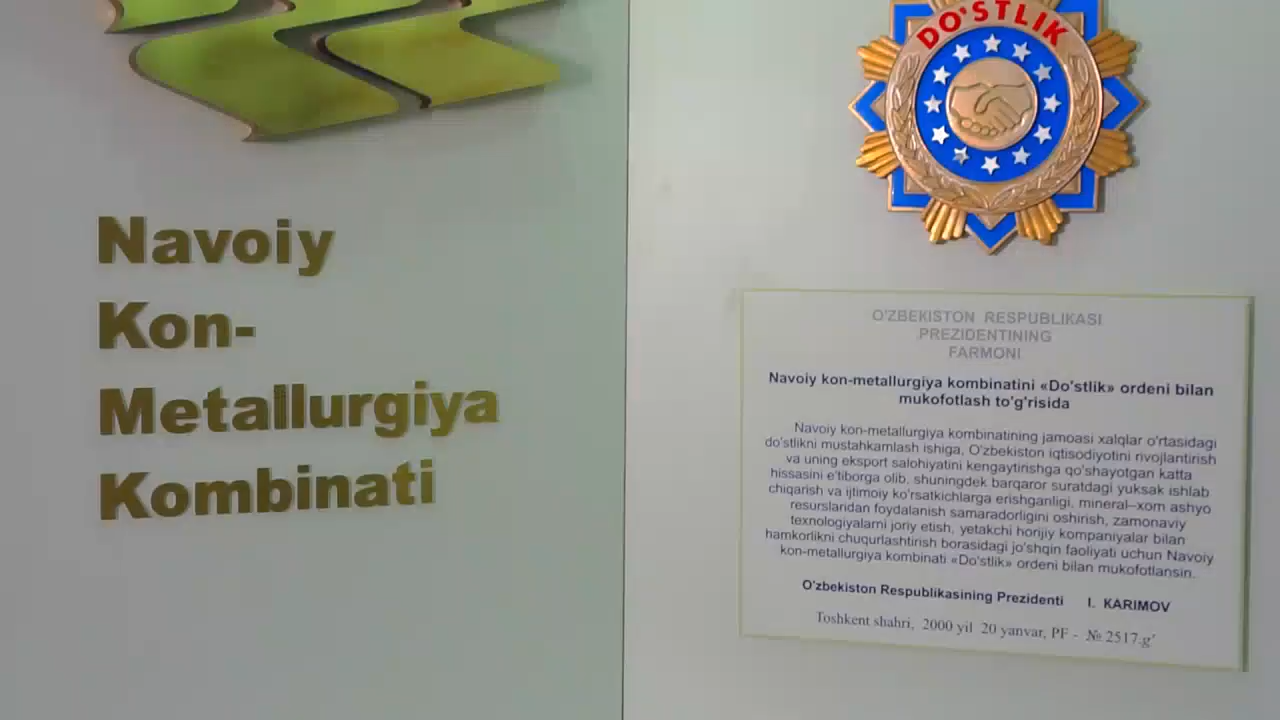 Navoiy
Kon-
Metallurgiya
Kombinati
DO'STLIK
O'ZBEKISTON RESPUBLIKASI
PREZIDENTINING
FARMONI
Navoiy kon-metallurgiya kombinatini «Do'stlik» ordeni bilan
mukofotlash to'g'risida
Navoiy kon-metallurgiya kombinatining jamoasi xalqlar o'rtasidagi
do'stlikni mustahkamlash ishiga, O'zbekiston iqtisodiyotini rivojlantirish
va uning eksport salohiyatini kengaytirishga qo'shayotgan katta
hissasini e'tiborga olib, shuningdek barqaror suratdagi yuksak ishlab
chiqarish va ijtimoiy ko'rsatkichlarga erishganligi, mineral–xom ashyo
resurslaridan foydalanish samaradorligini oshirish, zamonaviy
texnologiyalarni joriy etish, yetakchi horijiy kompaniyalar bilan
hamkorlikni chuqurlashtirish borasidagi jo'shqin faoliyati uchun Navoiy
kon-metallurgiya kombinati «Do'stlik» ordeni bilan mukofotlansin.
O'zbekiston Respublikasining Prezidenti I. KARIMOV
Toshkent shahri, 2000 yil 20 yanvar, PF - № 2517-g'